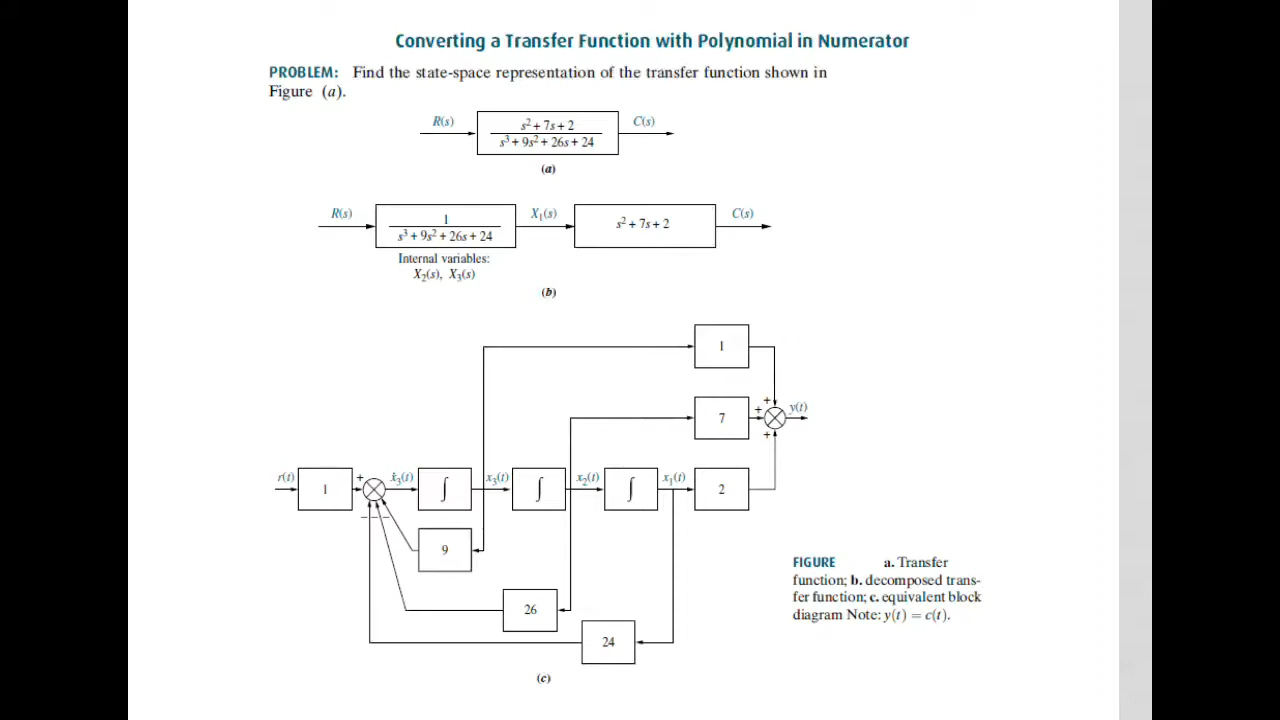 Converting a Transfer Function with Polynomial in Numerator
PROBLEM: Find the state-space representation of the transfer function shown in
Figure (a).
R(s)
s² + 7s + 2
C(s)
s³ + 9s² + 26s + 24
(a)
R(s)
1
X₁(s)
s² + 7s + 2
C(s)
s³ + 9s² + 26s + 24
Internal variables:
X₂(s), X₃(s)
(b)
1
7
+
+
+
y(t)
r(t)
1
+
ẋ₃(t)
∫
x₃(t)
∫
x₂(t)
∫
x₁(t)
2
− − −
9
26
24
(c)
FIGURE a. Transfer
function; b. decomposed trans-
fer function; c. equivalent block
diagram Note: y(t) = c(t).